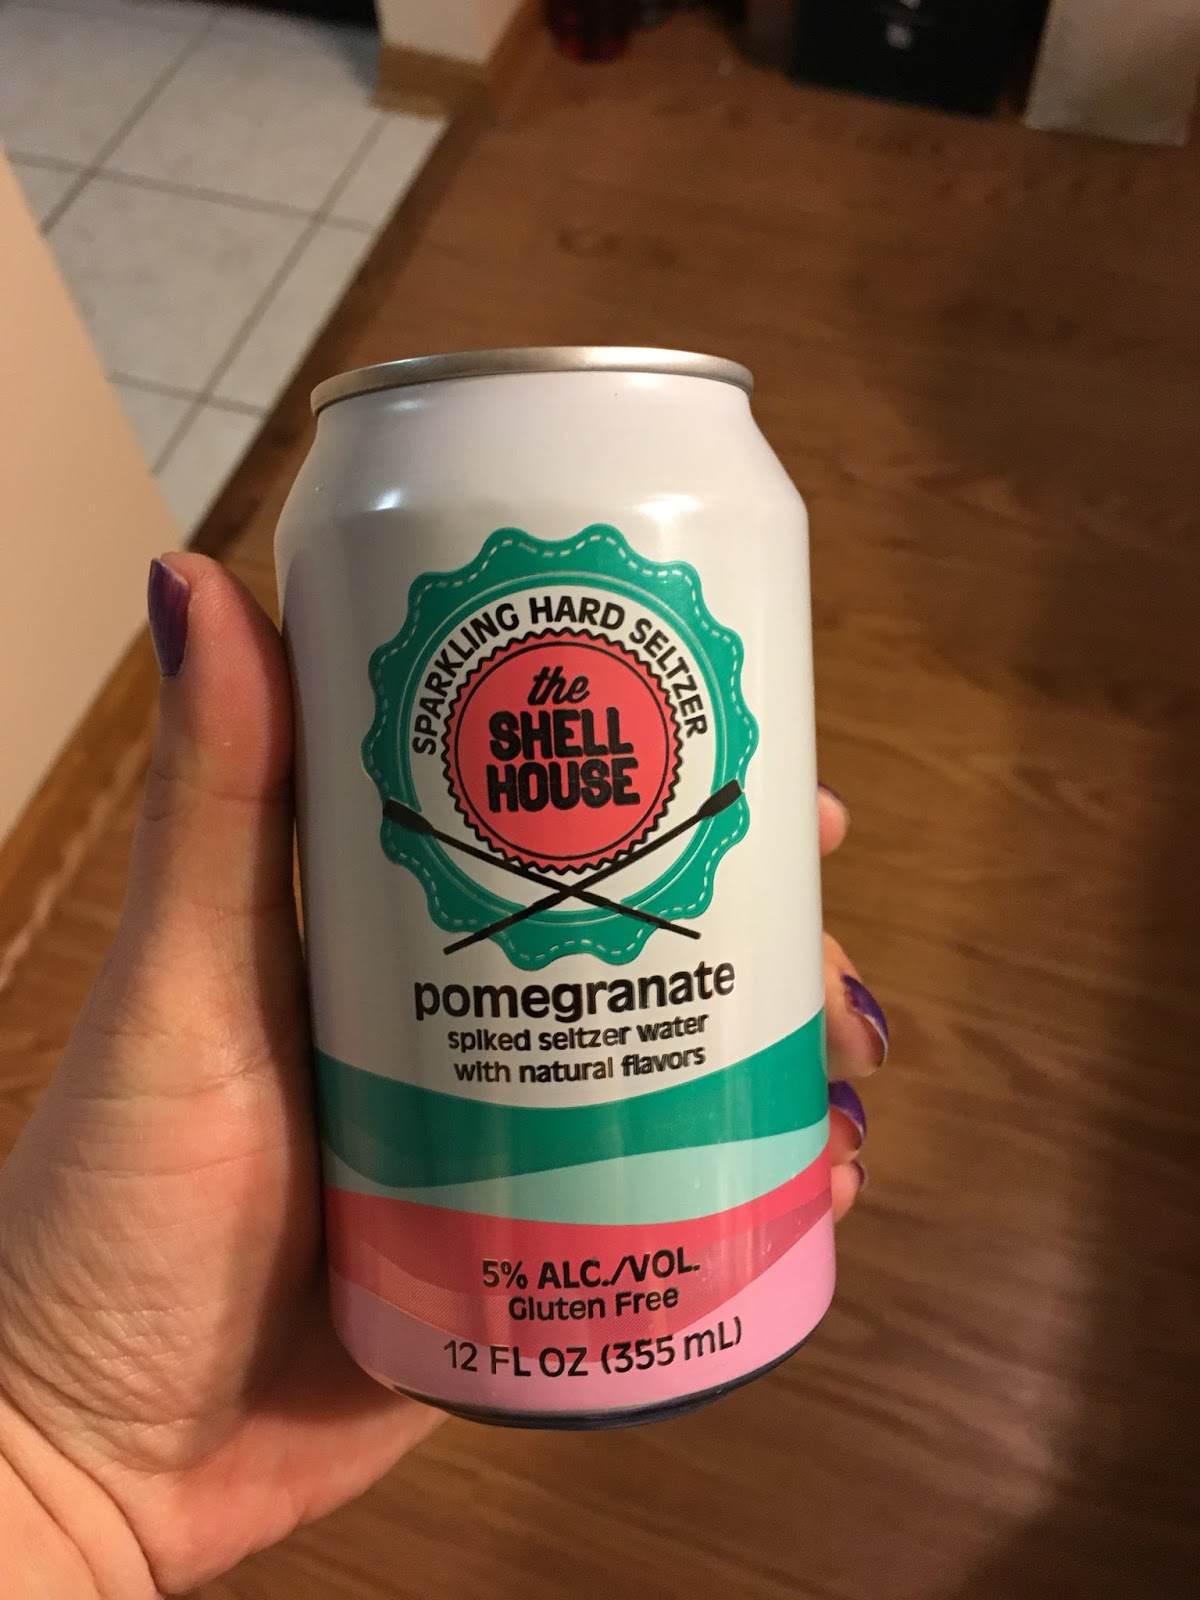 SPARKLING HARD SELTZER
the
SHELL
HOUSE
pomegranate
spiked seltzer water
with natural flavors
5% ALC./VOL.
Gluten Free
12 FL OZ (355 mL)